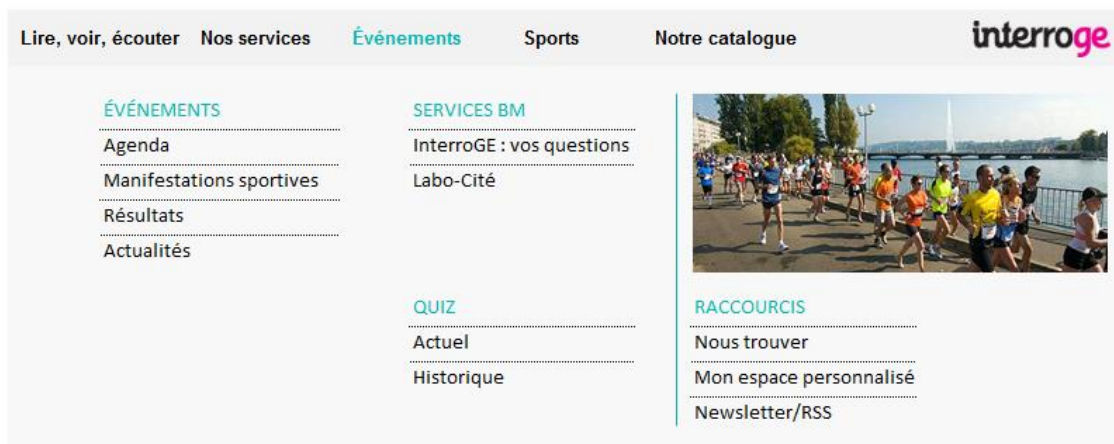 Lire, voir, écouter Nos services Événements Sports Notre catalogue interroge
ÉVÉNEMENTS
Agenda
Manifestations sportives
Résultats
Actualités
SERVICES BM
InterroGE : vos questions
Labo-Cité
QUIZ
Actuel
Historique
RACCOURCIS
Nous trouver
Mon espace personnalisé
Newsletter/RSS